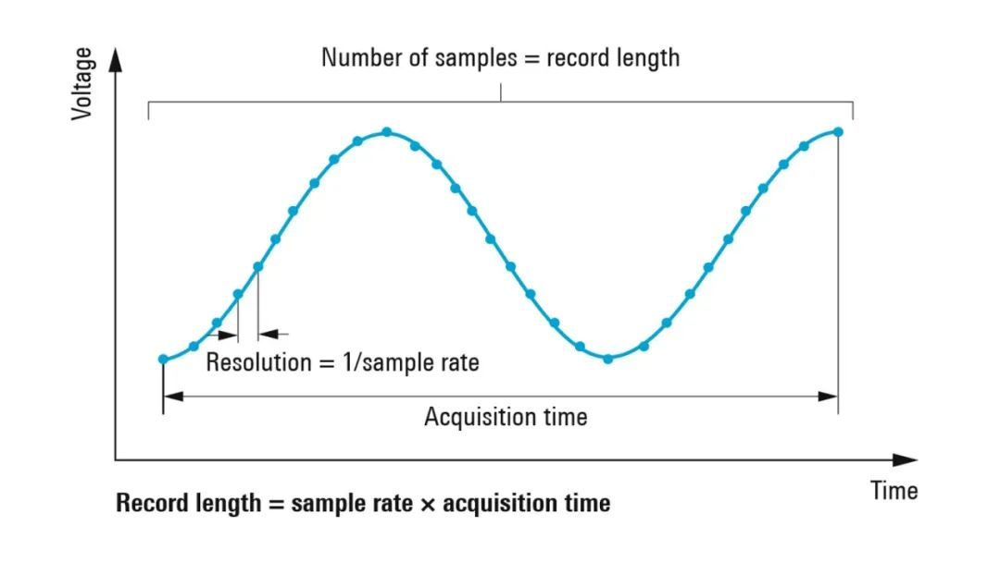 Voltage
Number of samples = record length
Resolution = 1/sample rate
Acquisition time
Time
Record length = sample rate × acquisition time